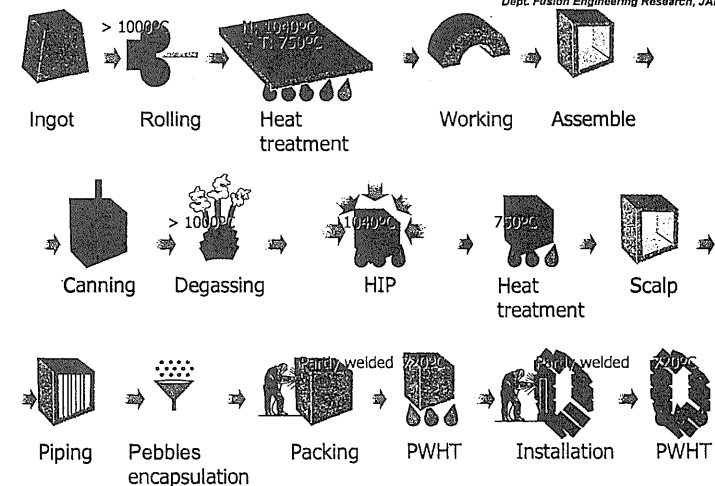 Dept. Fusion Engineering Research, JAE
> 1000ºC
N: 1040ºC
+ T: 750ºC
Ingot
Rolling
Heat
treatment
Working
Assemble
> 1000ºC
1040ºC
750ºC
Canning
Degassing
HIP
Heat
treatment
Scalp
Partly welded
720ºC
Partly welded
720ºC
Piping
Pebbles
encapsulation
Packing
PWHT
Installation
PWHT